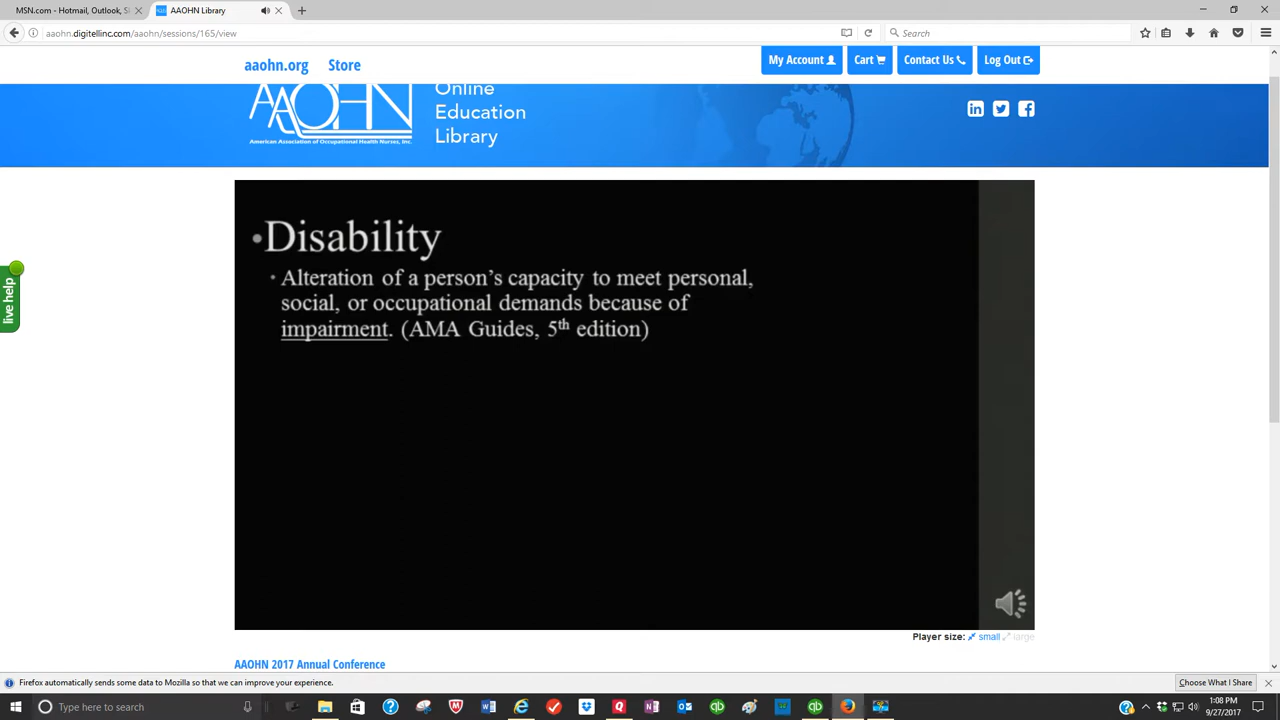 MSN.com - Hotmail, Outlook, S
AAOHN Library
aaohn.digitellinc.com/aaohn/sessions/165/view
Search
aaohn.org
Store
My Account
Cart
Contact Us
Log Out
AAOHN
American Association of Occupational Health Nurses, Inc.
Online
Education
Library
live help
•Disability
• Alteration of a person's capacity to meet personal,
social, or occupational demands because of
impairment. (AMA Guides, 5th edition)
Player size: small large
AAOHN 2017 Annual Conference
Firefox automatically sends some data to Mozilla so that we can improve your experience.
Choose What I Share
Type here to search
1:08 PM
9/27/2017